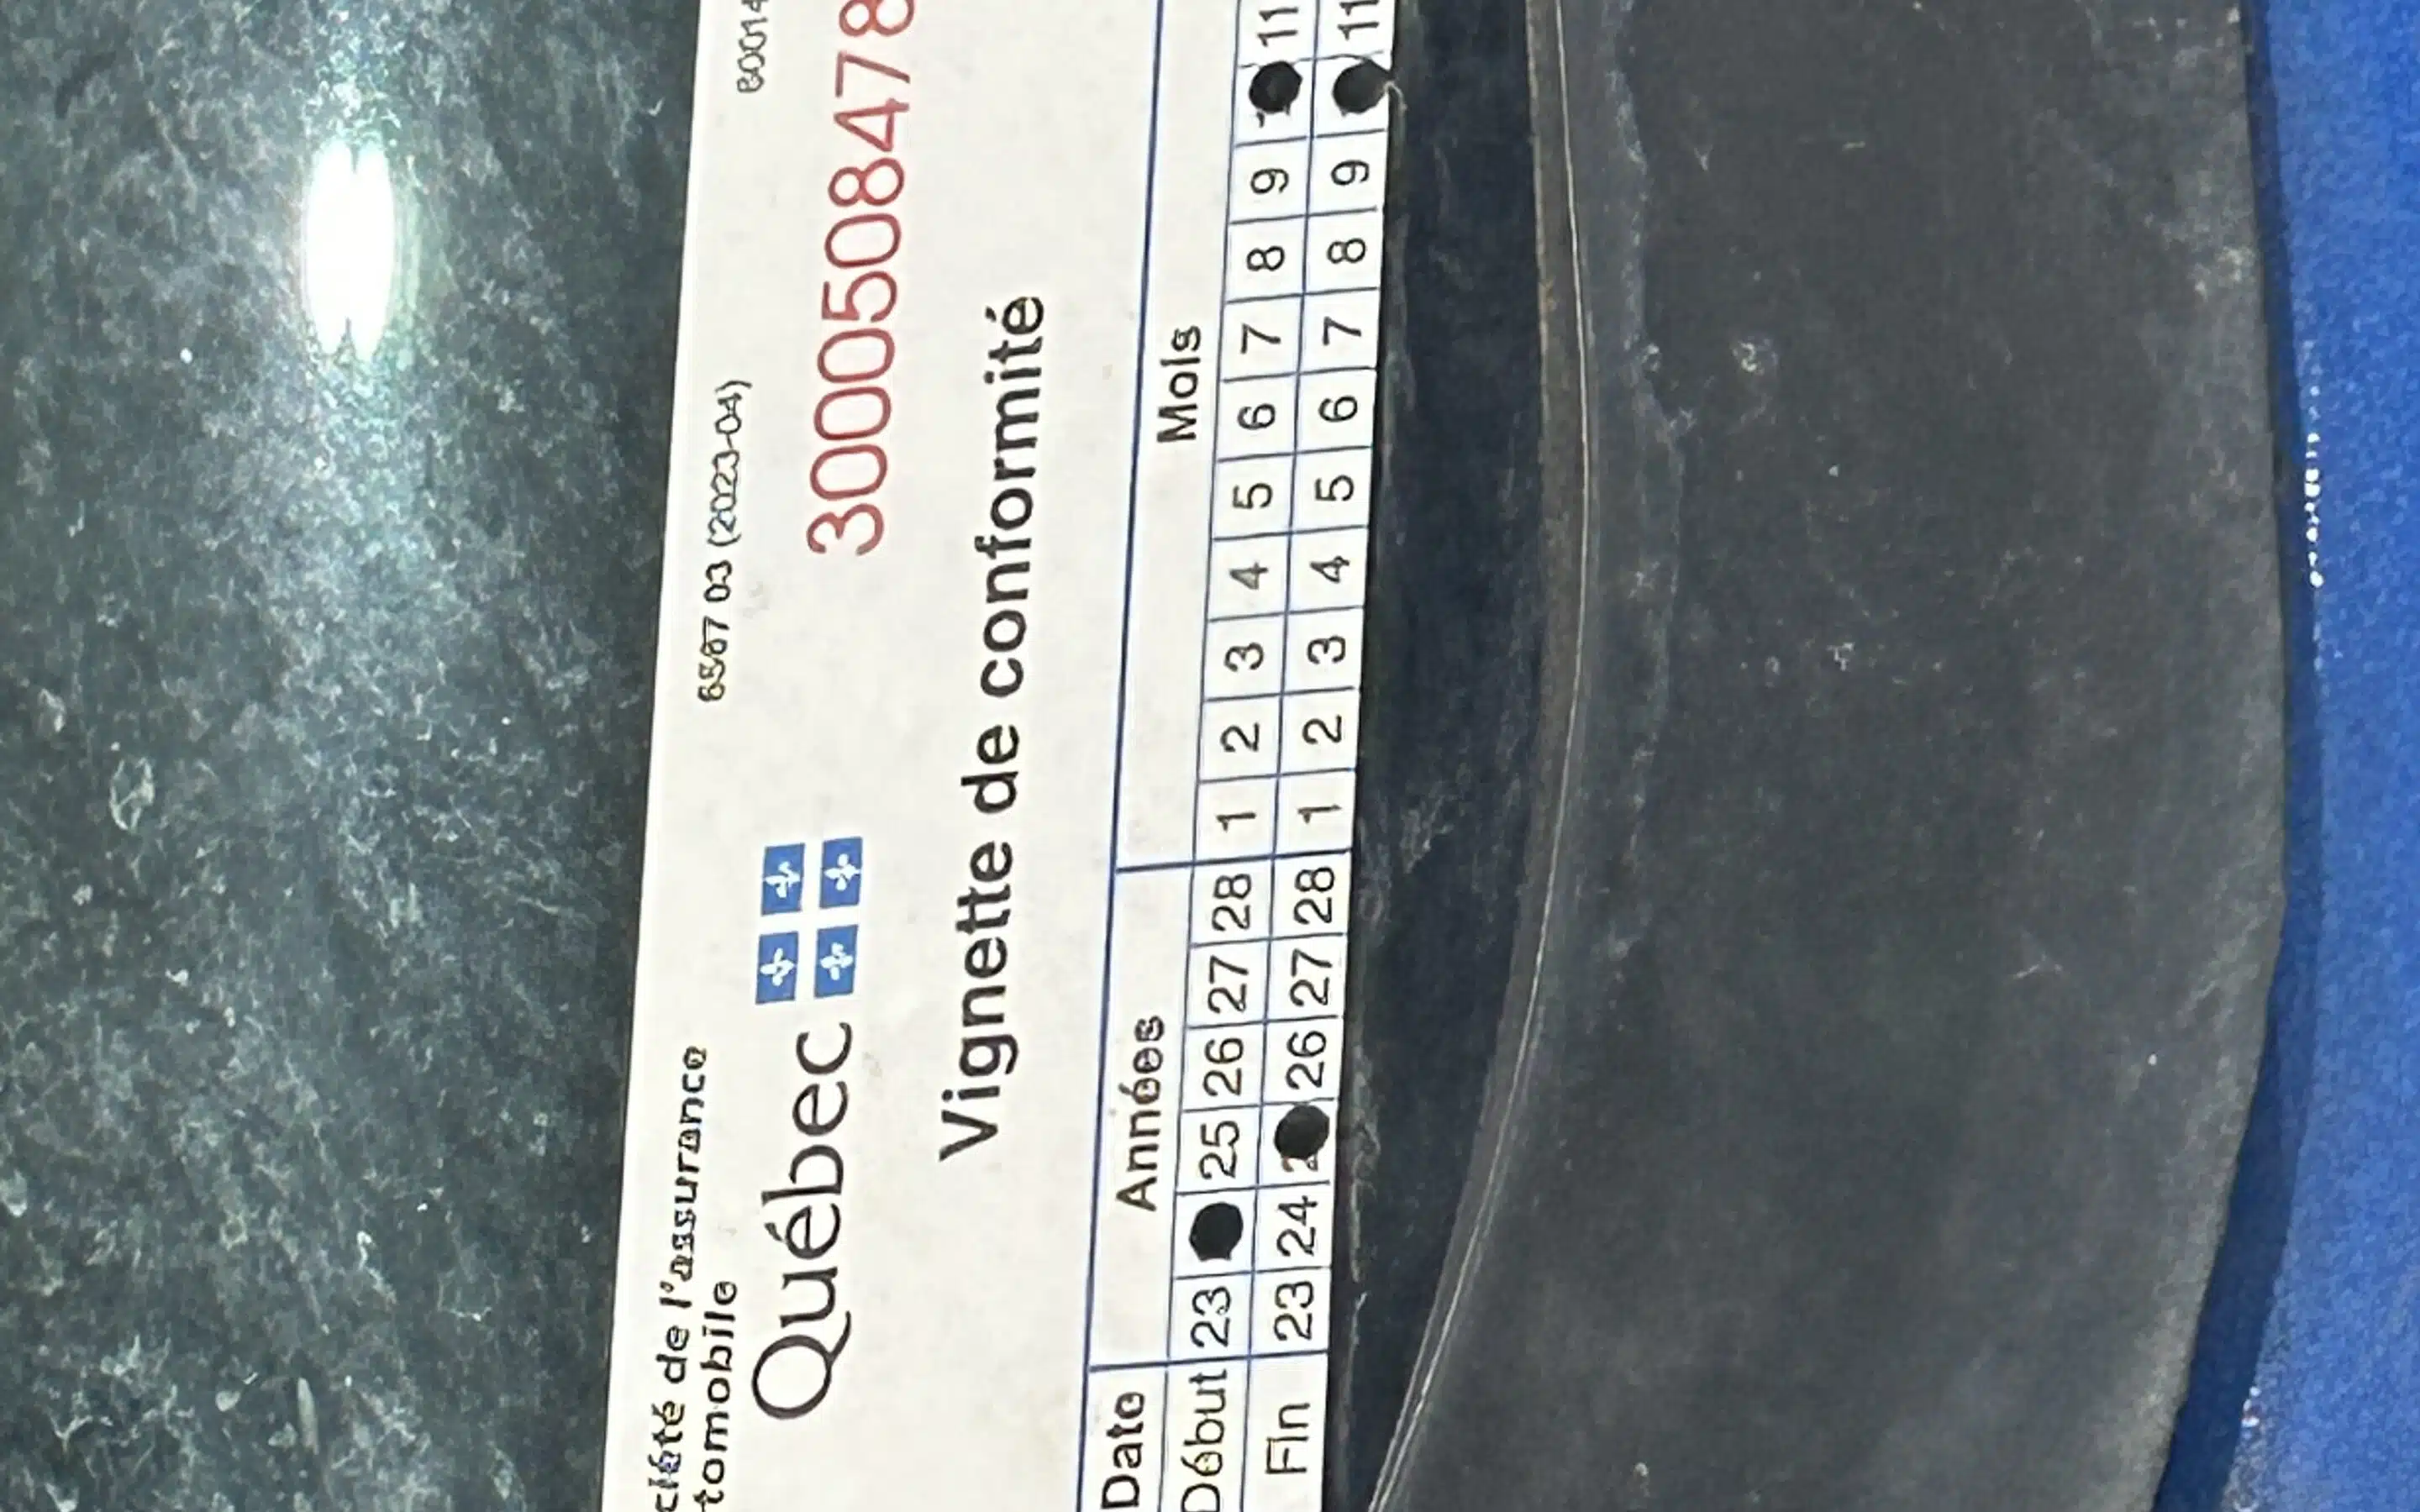 ciété de l'assurance
tomobile
6587 03 (2023-04)
Québec
3000508478
Vignette de conformité
Date Années Mois
Début 23 25 26 27 28 1 2 3 4 5 6 7 8 9 11
Fin 23 24 26 27 28 1 2 3 4 5 6 7 8 9 11